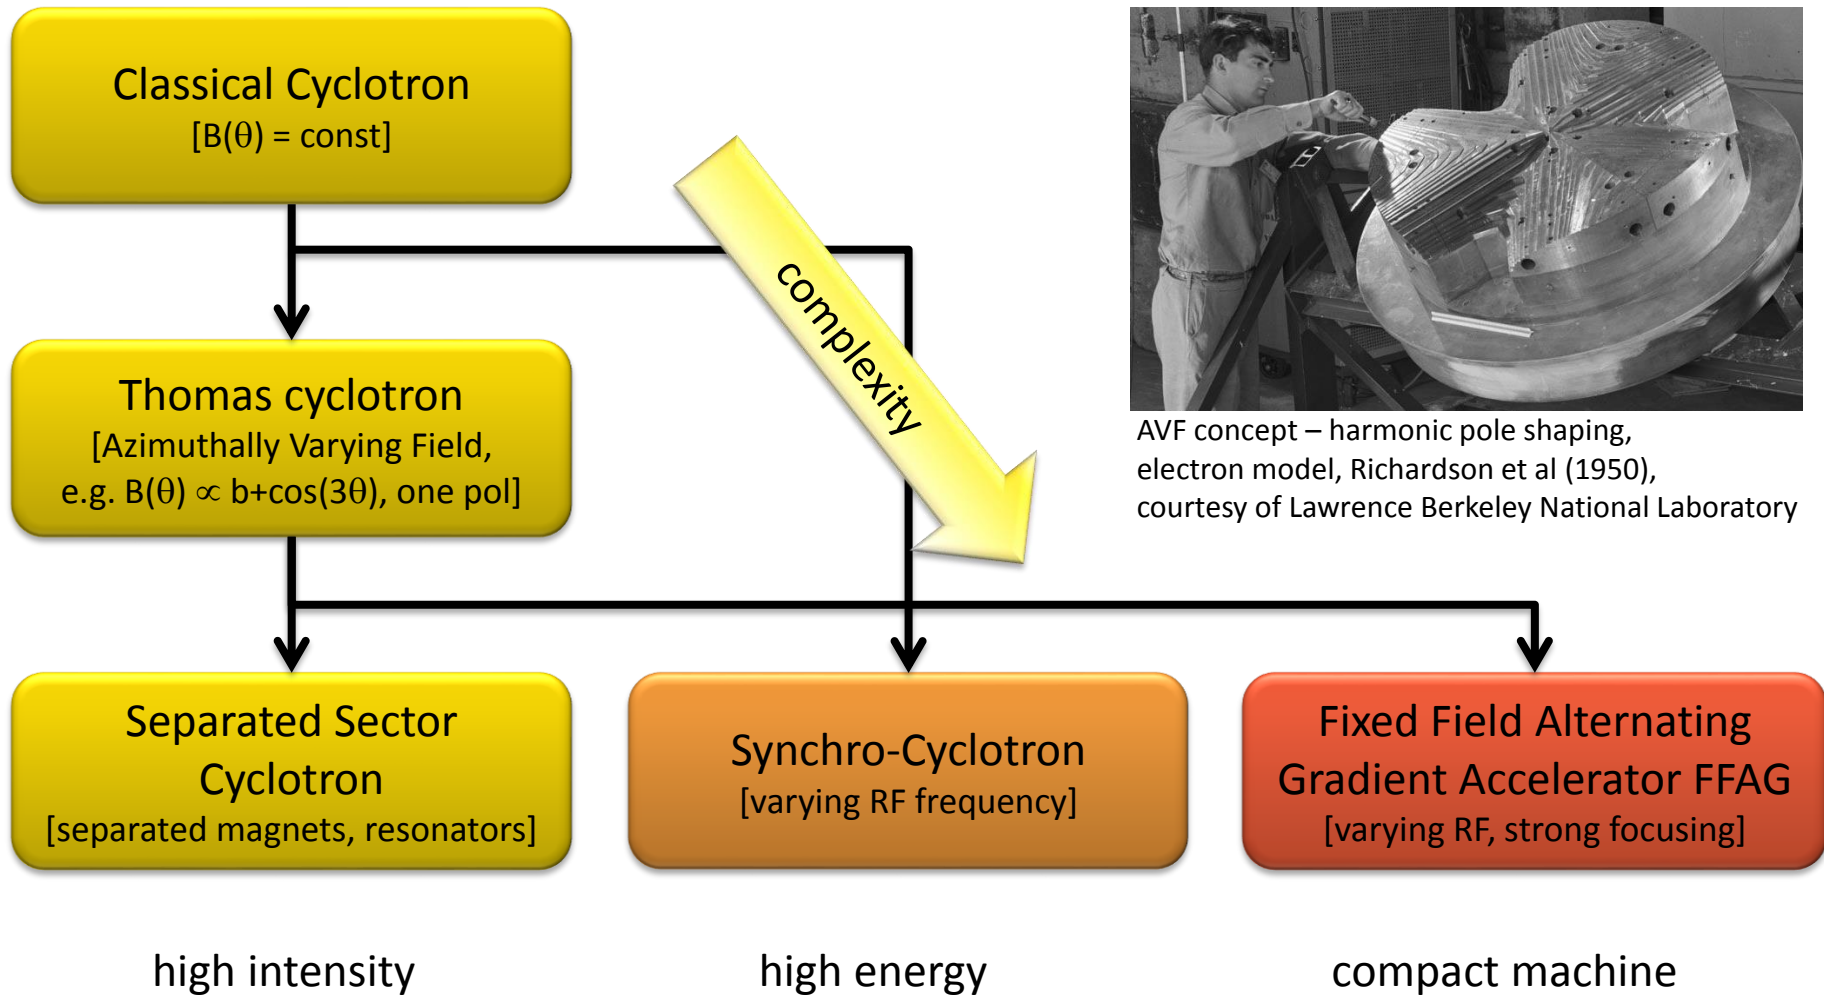 Classical Cyclotron
[B(θ) = const]
complexity
Thomas cyclotron
[Azimuthally Varying Field,
e.g. B(θ) ∝ b+cos(3θ), one pol]
AVF concept – harmonic pole shaping,
electron model, Richardson et al (1950),
courtesy of Lawrence Berkeley National Laboratory
Separated Sector
Cyclotron
[separated magnets, resonators]
Synchro-Cyclotron
[varying RF frequency]
Fixed Field Alternating
Gradient Accelerator FFAG
[varying RF, strong focusing]
high intensity
high energy
compact machine